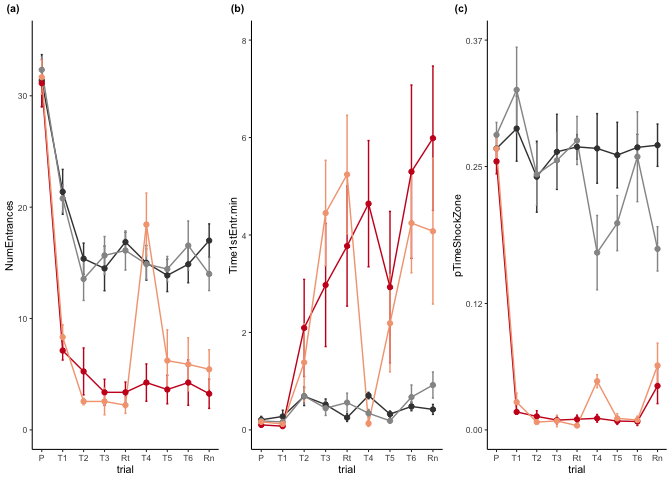 (a) (b) (c)
NumEntrances
30
20
10
0
P T1 T2 T3 Rt T4 T5 T6 Rn
trial
Time1stEntr.min
8
6
4
2
0
P T1 T2 T3 Rt T4 T5 T6 Rn
trial
pTimeShockZone
0.37
0.25
0.12
0.00
P T1 T2 T3 Rt T4 T5 T6 Rn
trial